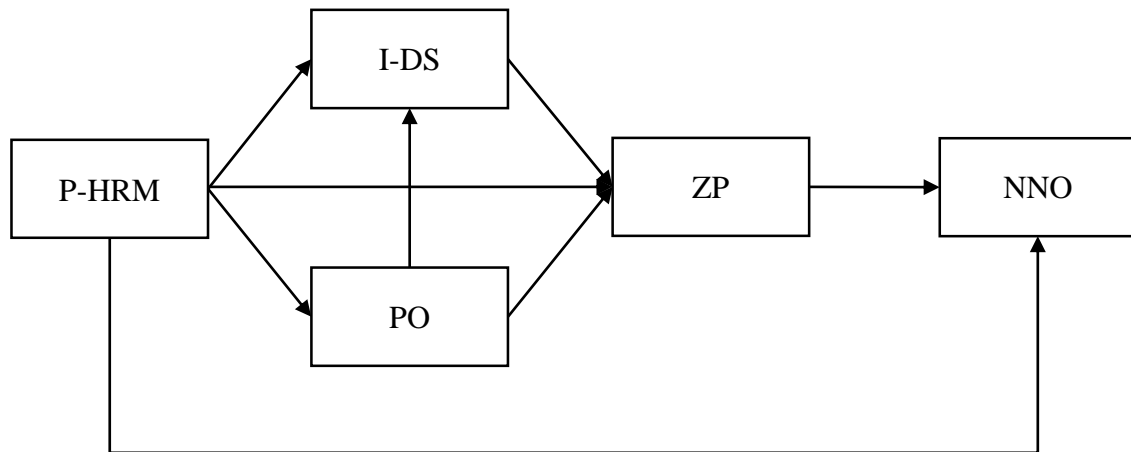 I-DS
P-HRM
ZP
NNO
PO